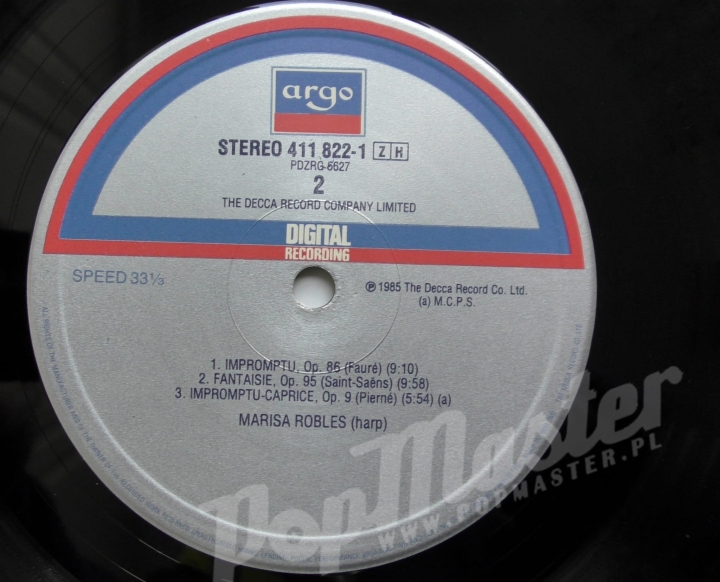 argo
STEREO 411 822-1 Z H
PDZRG 6627
2
THE DECCA RECORD COMPANY LIMITED
DIGITAL
RECORDING
SPEED 33⅓
℗ 1985 The Decca Record Co. Ltd.
(a) M.C.P.S.
1. IMPROMPTU, Op. 86 (Fauré) (9:10)
2. FANTAISIE, Op. 95 (Saint-Saëns) (9:58)
3. IMPROMPTU-CAPRICE, Op. 9 (Pierné) (5:54) (a)
MARISA ROBLES (harp)
PopMaster
WWW.POPMASTER.PL